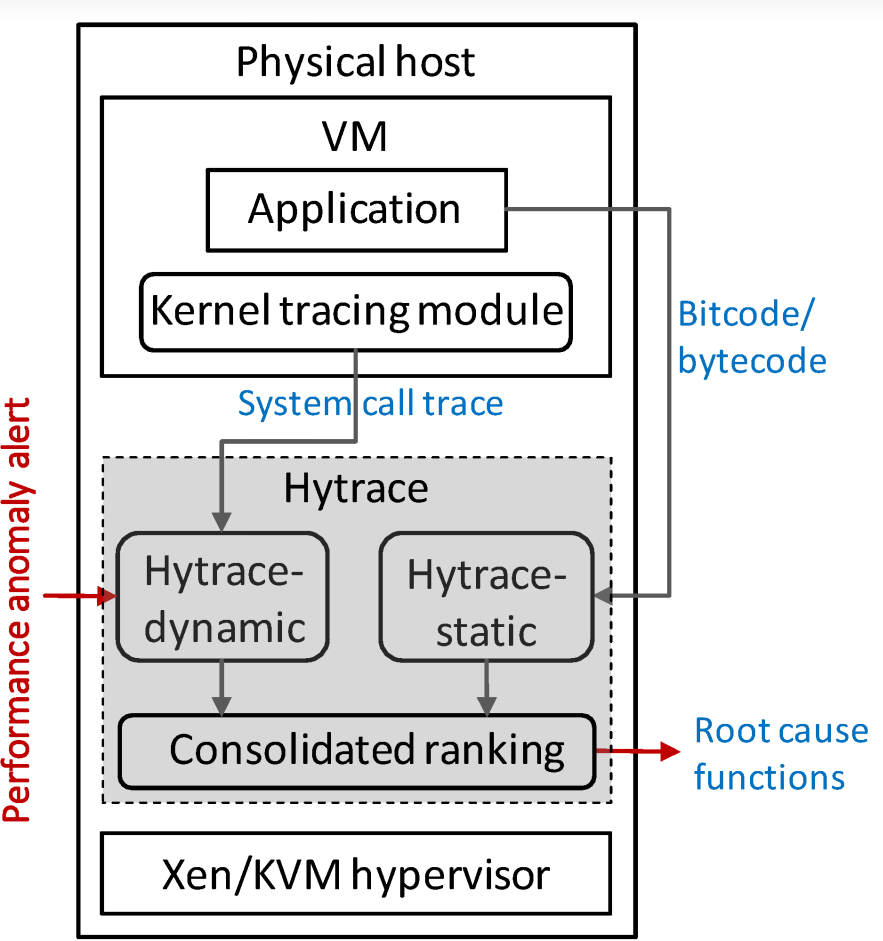 Physical host
VM
Application
Kernel tracing module
Bitcode/
bytecode
System call trace
Performance anomaly alert
Hytrace
Hytrace-
dynamic
Hytrace-
static
Consolidated ranking
Root cause
functions
Xen/KVM hypervisor